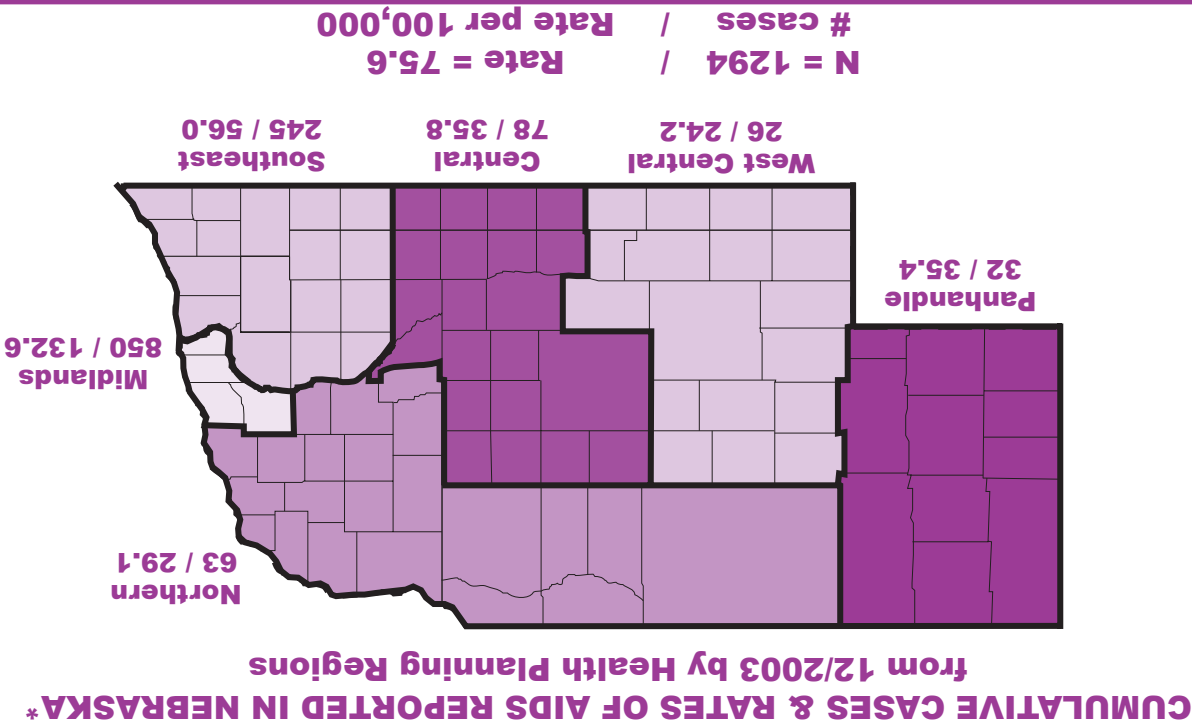 CUMULATIVE CASES & RATES OF AIDS REPORTED IN NEBRASKA*
from 12/2003 by Health Planning Regions
Northern
63 / 29.1
Midlands
850 / 132.6
Panhandle
32 / 35.4
West Central
26 / 24.2
Central
78 / 35.8
Southeast
245 / 56.0
N = 1294 / Rate = 75.6
# cases / Rate per 100,000